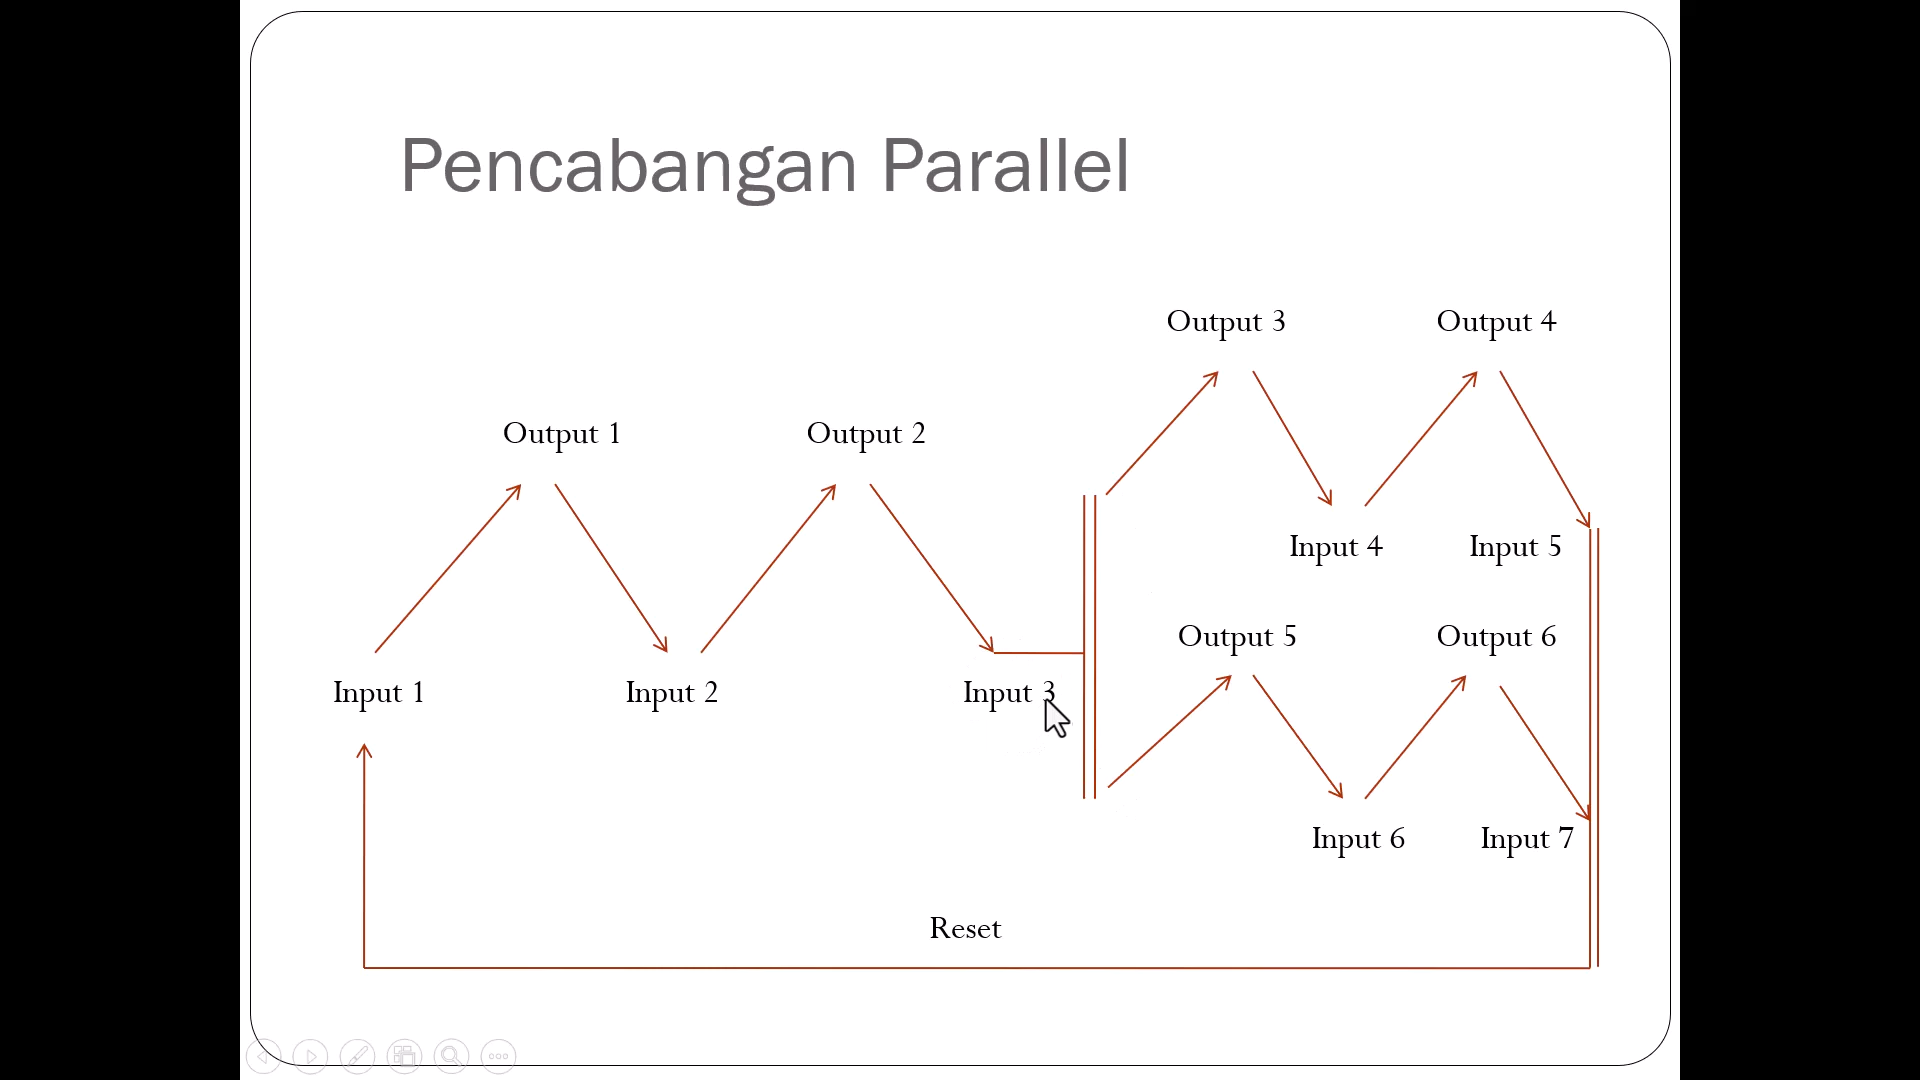 Pencabangan Parallel
Output 3
Output 4
Output 1
Output 2
Input 4
Input 5
Output 5
Output 6
Input 1
Input 2
Input 3
Input 6
Input 7
Reset